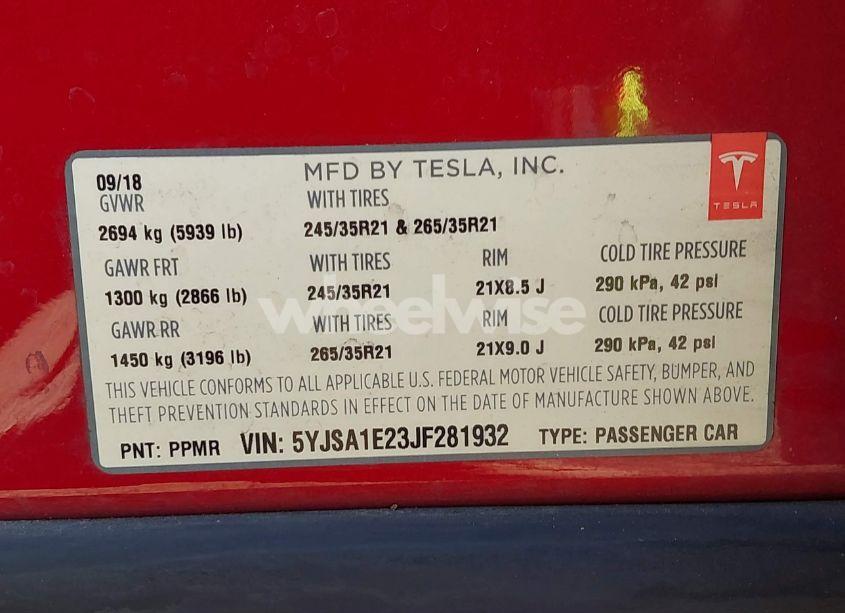 09/18 MFD BY TESLA, INC.
TESLA
GVWR WITH TIRES
2694 kg (5939 lb) 245/35R21 & 265/35R21
GAWR FRT WITH TIRES RIM COLD TIRE PRESSURE
1300 kg (2866 lb) 245/35R21 21X8.5 J 290 kPa, 42 psi
wheelwise
GAWR RR WITH TIRES RIM COLD TIRE PRESSURE
1450 kg (3196 lb) 265/35R21 21X9.0 J 290 kPa, 42 psi
THIS VEHICLE CONFORMS TO ALL APPLICABLE U.S. FEDERAL MOTOR VEHICLE SAFETY, BUMPER, AND
THEFT PREVENTION STANDARDS IN EFFECT ON THE DATE OF MANUFACTURE SHOWN ABOVE.
PNT: PPMR VIN: 5YJSA1E23JF281932 TYPE: PASSENGER CAR